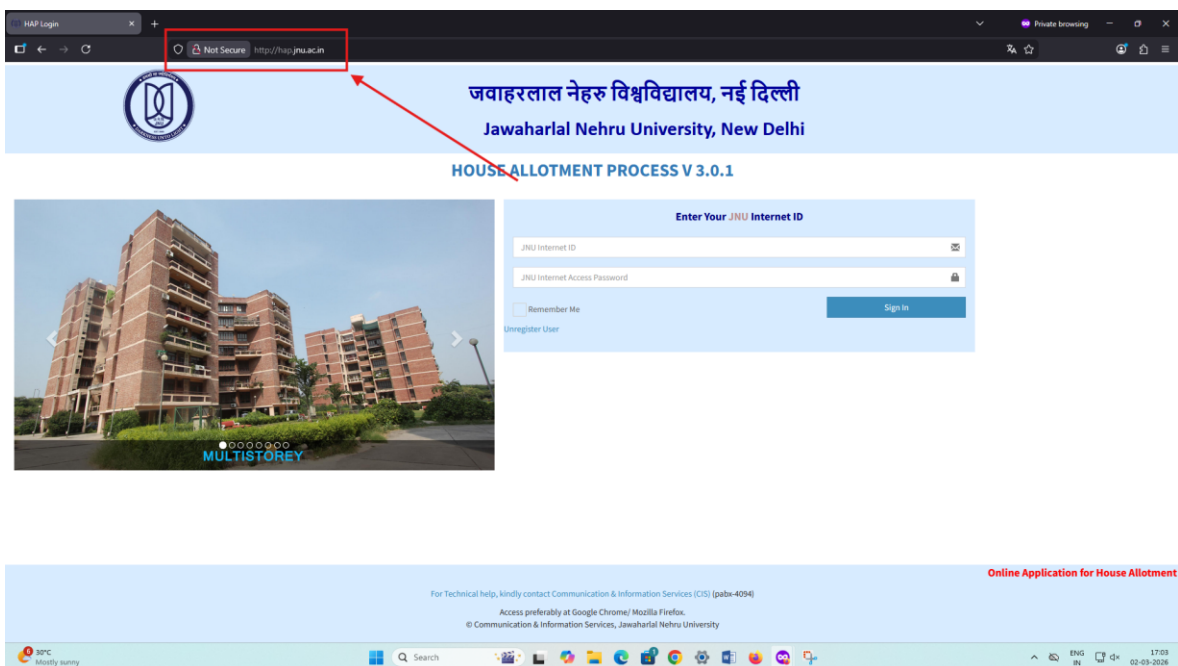 HAP Login
Private browsing
Not Secure http://hap.jnu.ac.in
जवाहरलाल नेहरु विश्वविद्यालय, नई दिल्ली
Jawaharlal Nehru University, New Delhi
HOUSE ALLOTMENT PROCESS V 3.0.1
Enter Your JNU Internet ID
JNU Internet ID
JNU Internet Access Password
Remember Me
Sign In
Unregister User
MULTISTOREY
Online Application for House Allotment
For Technical help, kindly contact Communication & Information Services (CIS) (pabx-4094)
Access preferably at Google Chrome/ Mozilla Firefox.
© Communication & Information Services, Jawaharlal Nehru University
6
30°C
Mostly sunny
Search
ENG
IN
17:03
02-03-2026